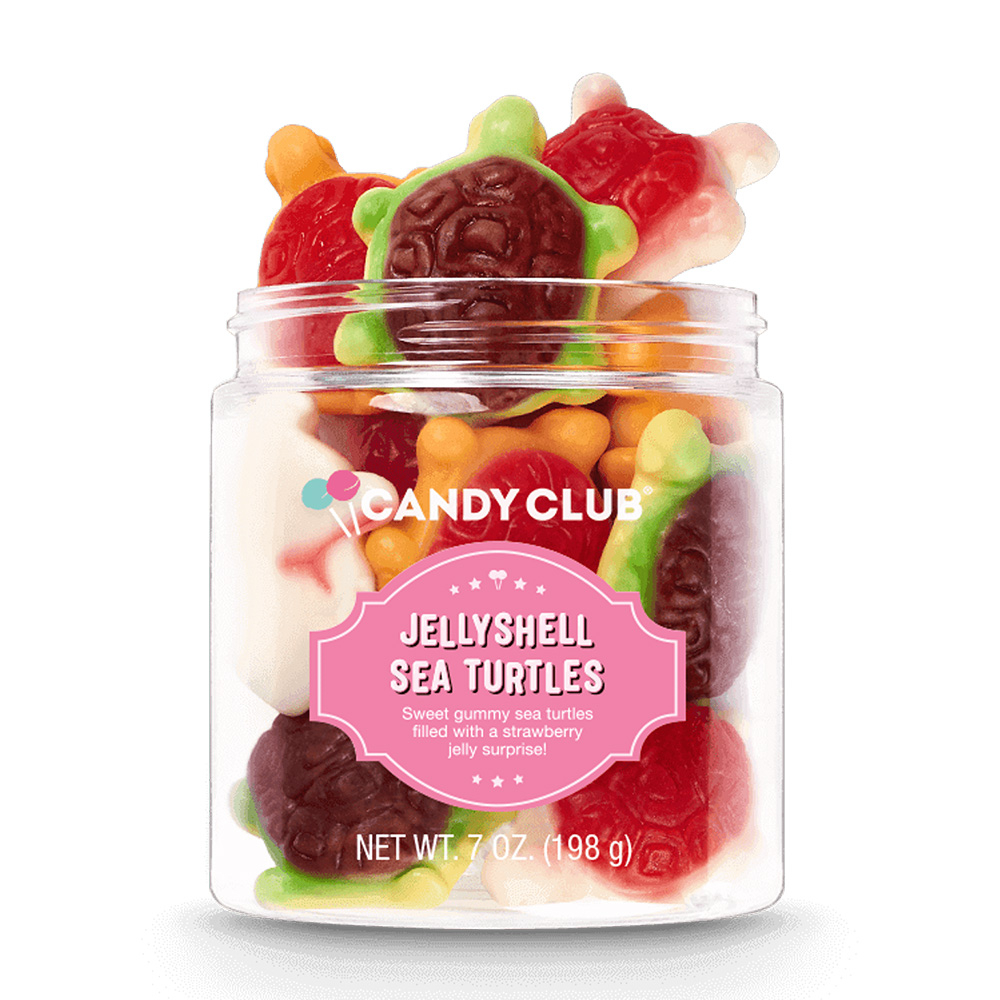 CANDY CLUB®
JELLYSHELL
SEA TURTLES
Sweet gummy sea turtles
filled with a strawberry
jelly surprise!
NET WT. 7 OZ. (198 g)